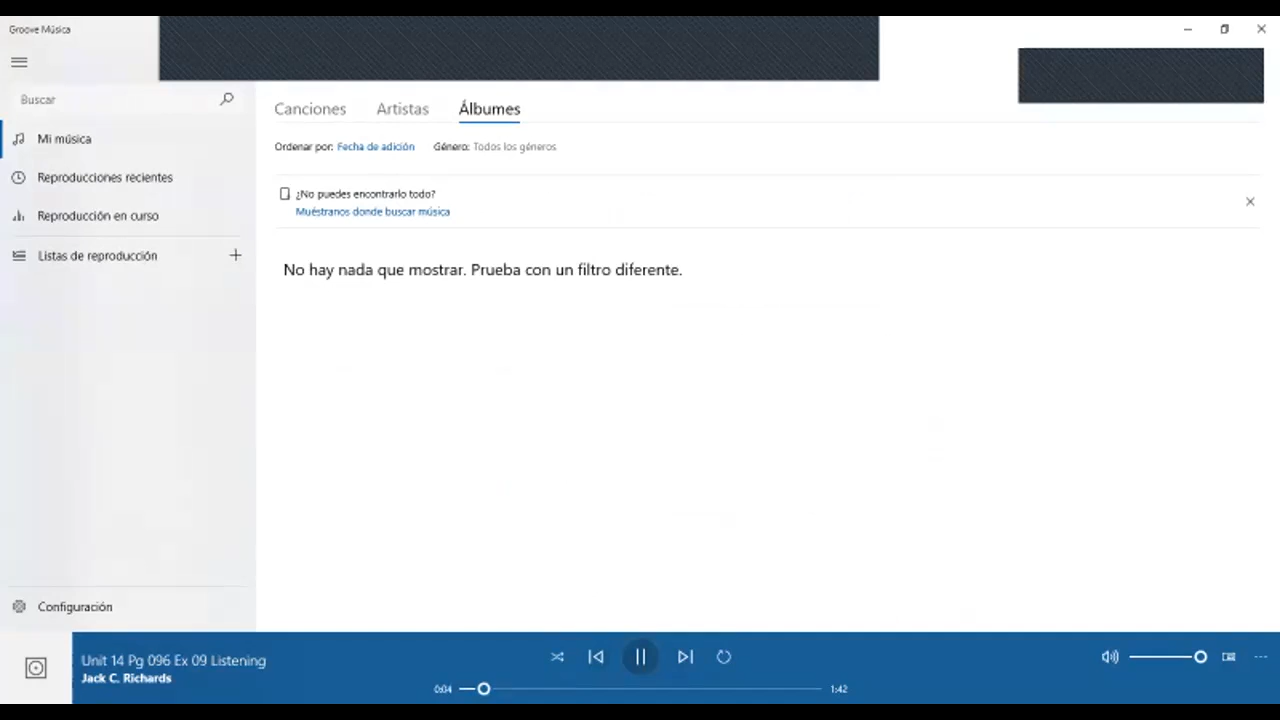 Groove Música
Buscar
Mi música
Reproducciones recientes
Reproducción en curso
Listas de reproducción
Configuración
Canciones Artistas Álbumes
Ordenar por: Fecha de adición Género: Todos los géneros
¿No puedes encontrarlo todo?
Muéstranos donde buscar música
No hay nada que mostrar. Prueba con un filtro diferente.
Unit 14 Pg 096 Ex 09 Listening
Jack C. Richards
0:04 1:42